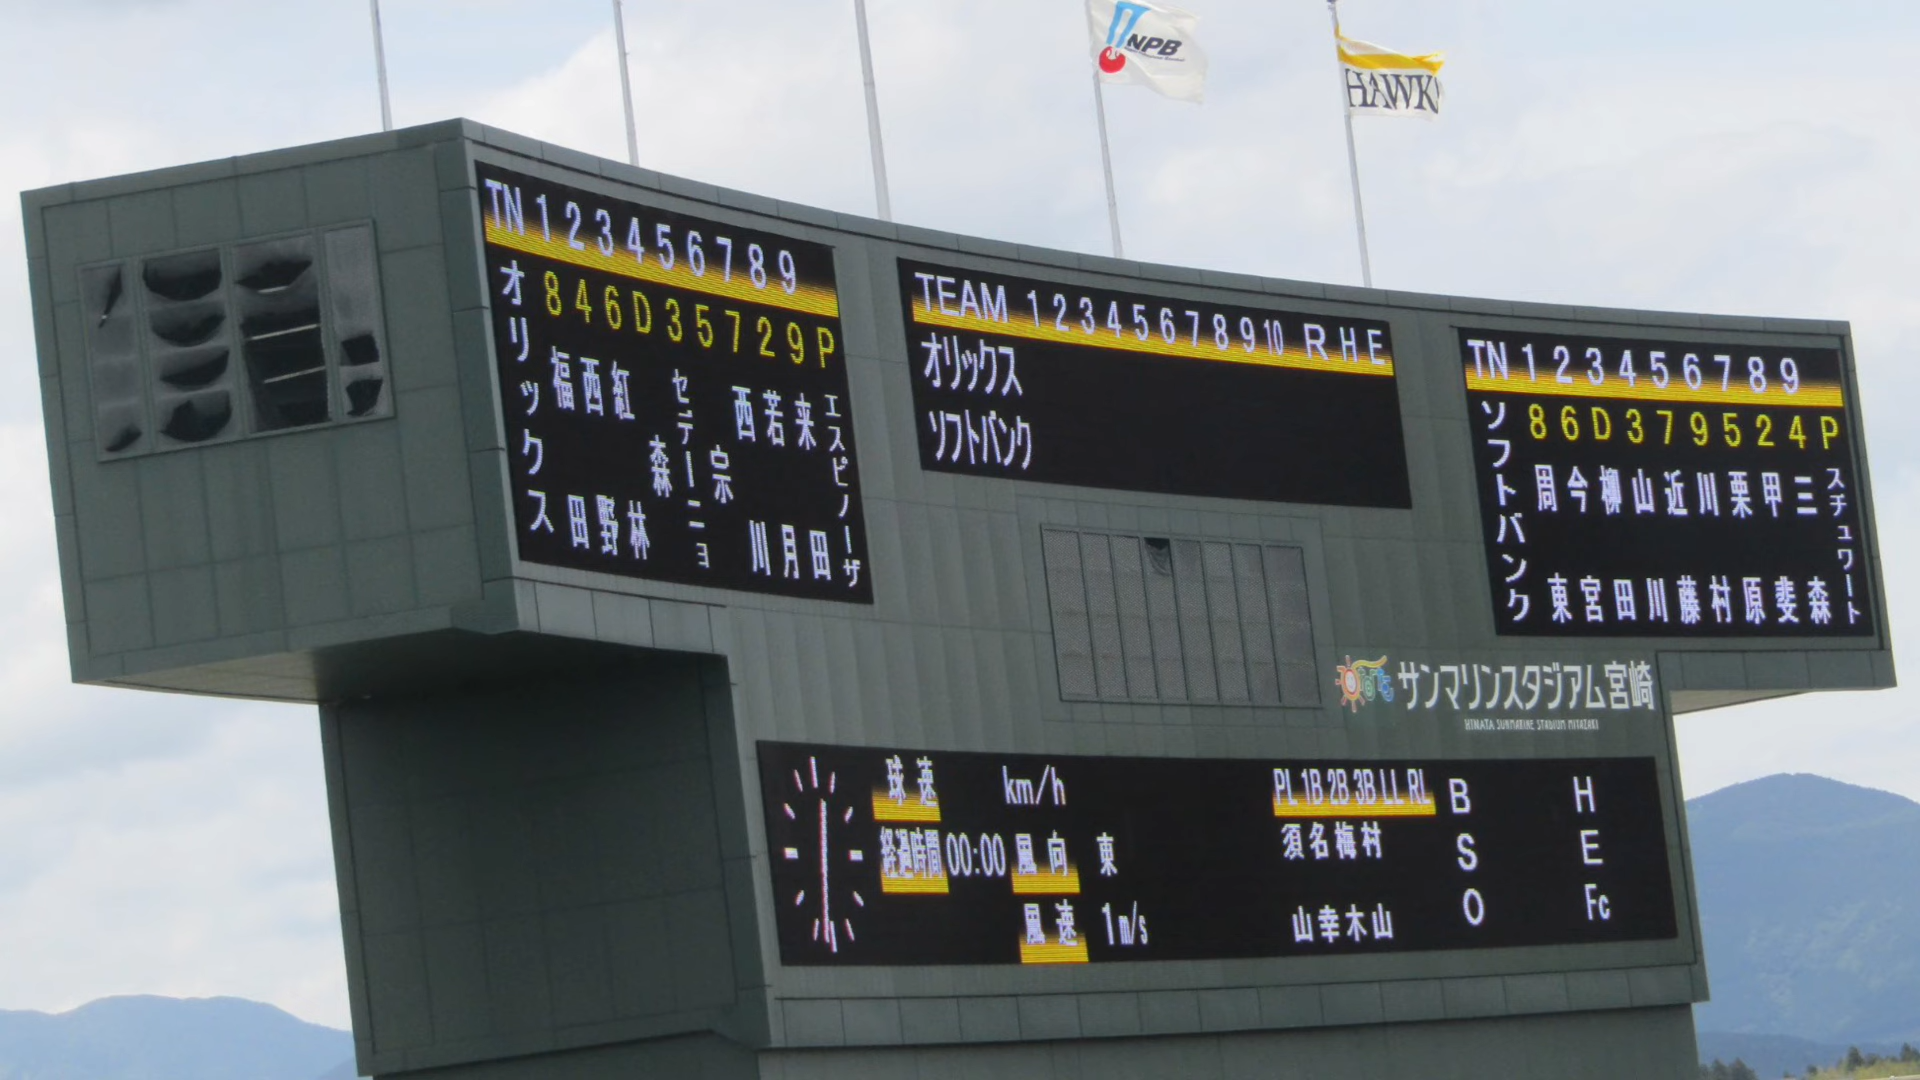 NPB
HAWK
TN 1 2 3 4 5 6 7 8 9
8 4 6 D 3 5 7 2 9 P
オリックス
福田
西野
紅林
森
セデーニョ
宗
西川
若月
来田
エスピノーザ
TEAM 1 2 3 4 5 6 7 8 9 10 R H E
オリックス
ソフトバンク
TN 1 2 3 4 5 6 7 8 9
8 6 D 3 7 9 5 2 4 P
ソフトバンク
周東
今宮
柳田
山川
近藤
川村
栗原
甲斐
三森
スチュワート
サンマリンスタジアム宮崎
HINATA SUNMARINE STADIUM MIYAZAKI
球速 km/h
経過時間 00:00 風向 東
風速 1m/s
PL 1B 2B 3B LL RL
須山
名幸
梅木
村山
B H
S E
O Fc